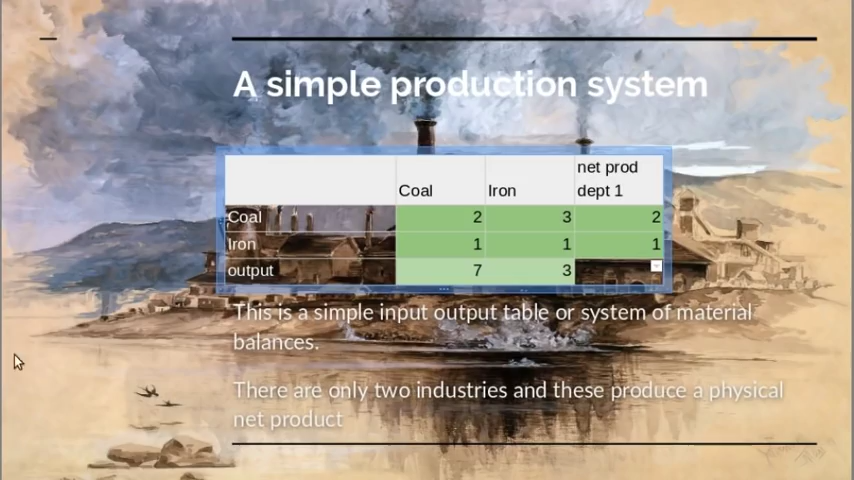 A simple production system
net prod
Coal Iron dept 1
Coal 2 3 2
Iron 1 1 1
output 7 3
This is a simple input output table or system of material
balances.
There are only two industries and these produce a physical
net product